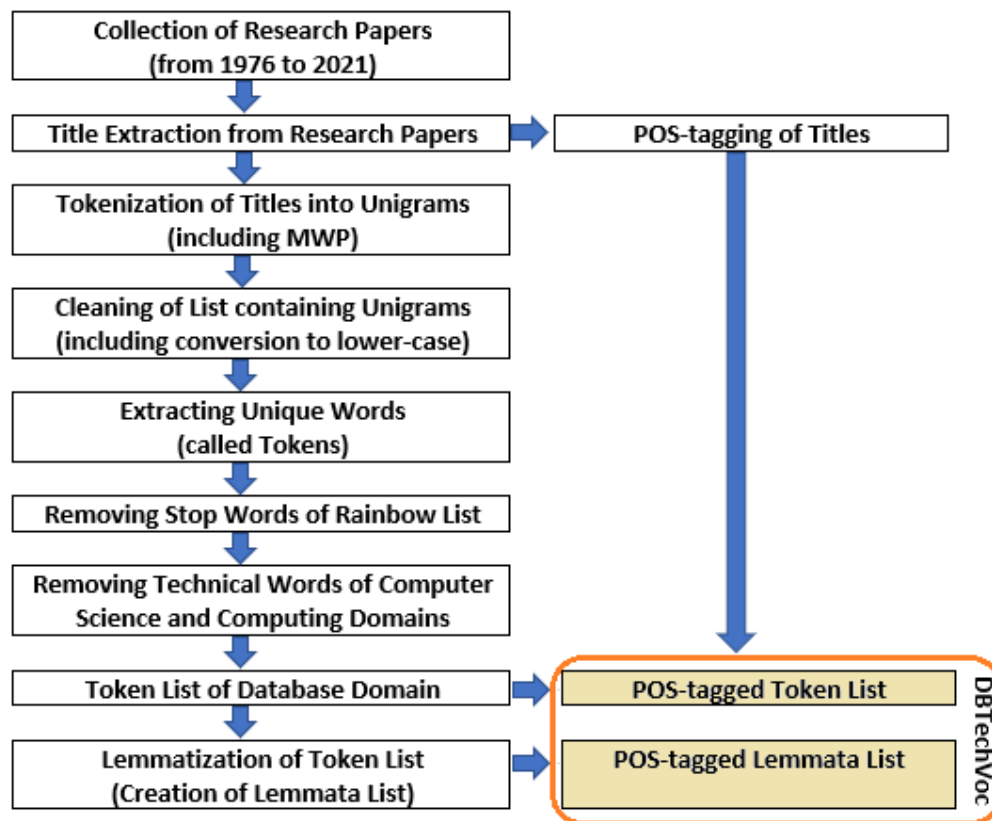 Collection of Research Papers
(from 1976 to 2021)
Title Extraction from Research Papers
POS-tagging of Titles
Tokenization of Titles into Unigrams
(including MWP)
Cleaning of List containing Unigrams
(including conversion to lower-case)
Extracting Unique Words
(called Tokens)
Removing Stop Words of Rainbow List
Removing Technical Words of Computer
Science and Computing Domains
Token List of Database Domain
POS-tagged Token List
Lemmatization of Token List
(Creation of Lemmata List)
POS-tagged Lemmata List
DBTechVoc